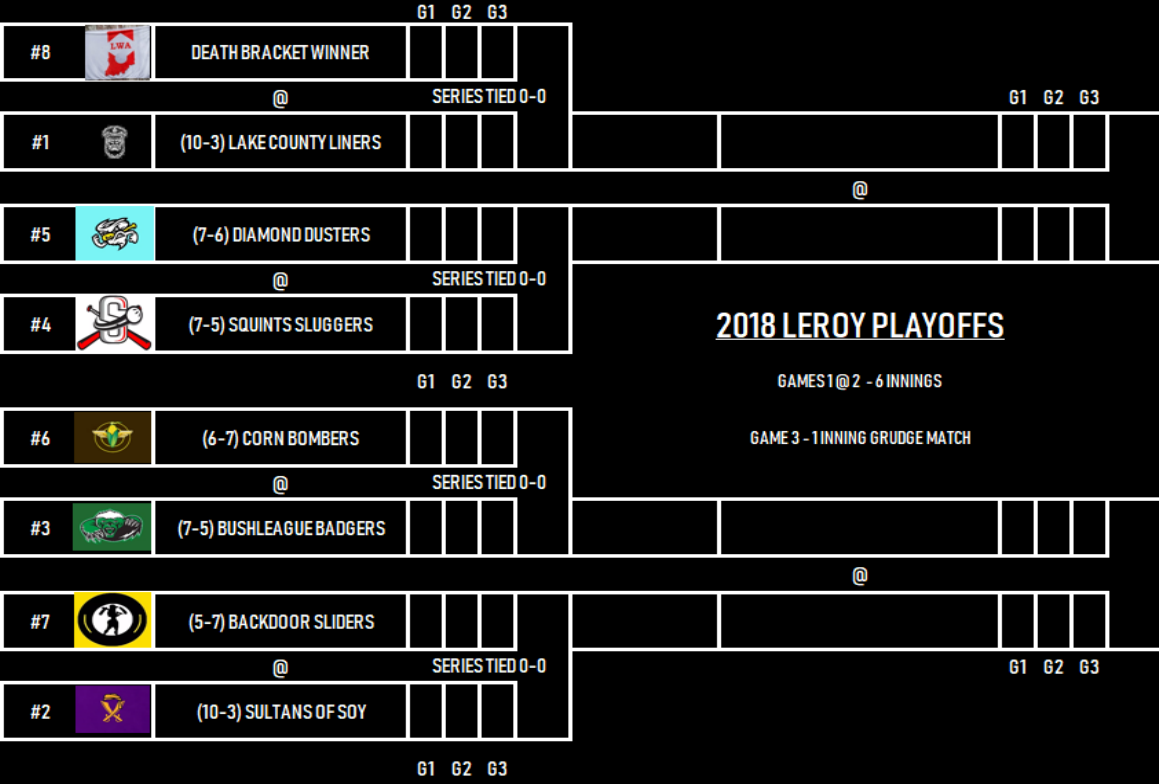 G1 G2 G3
#8 LWA DEATH BRACKET WINNER
@ SERIES TIED 0-0
G1 G2 G3
#1 (10-3) LAKE COUNTY LINERS
@
#5 (7-6) DIAMOND DUSTERS
@ SERIES TIED 0-0
#4 S (7-5) SQUINTS SLUGGERS
2018 LEROY PLAYOFFS
GAMES 1 @ 2 - 6 INNINGS
G1 G2 G3
#6 (6-7) CORN BOMBERS
GAME 3 - 1 INNING GRUDGE MATCH
@ SERIES TIED 0-0
#3 (7-5) BUSHLEAGUE BADGERS
@
#7 (5-7) BACKDOOR SLIDERS
@ SERIES TIED 0-0
G1 G2 G3
#2 (10-3) SULTANS OF SOY
G1 G2 G3